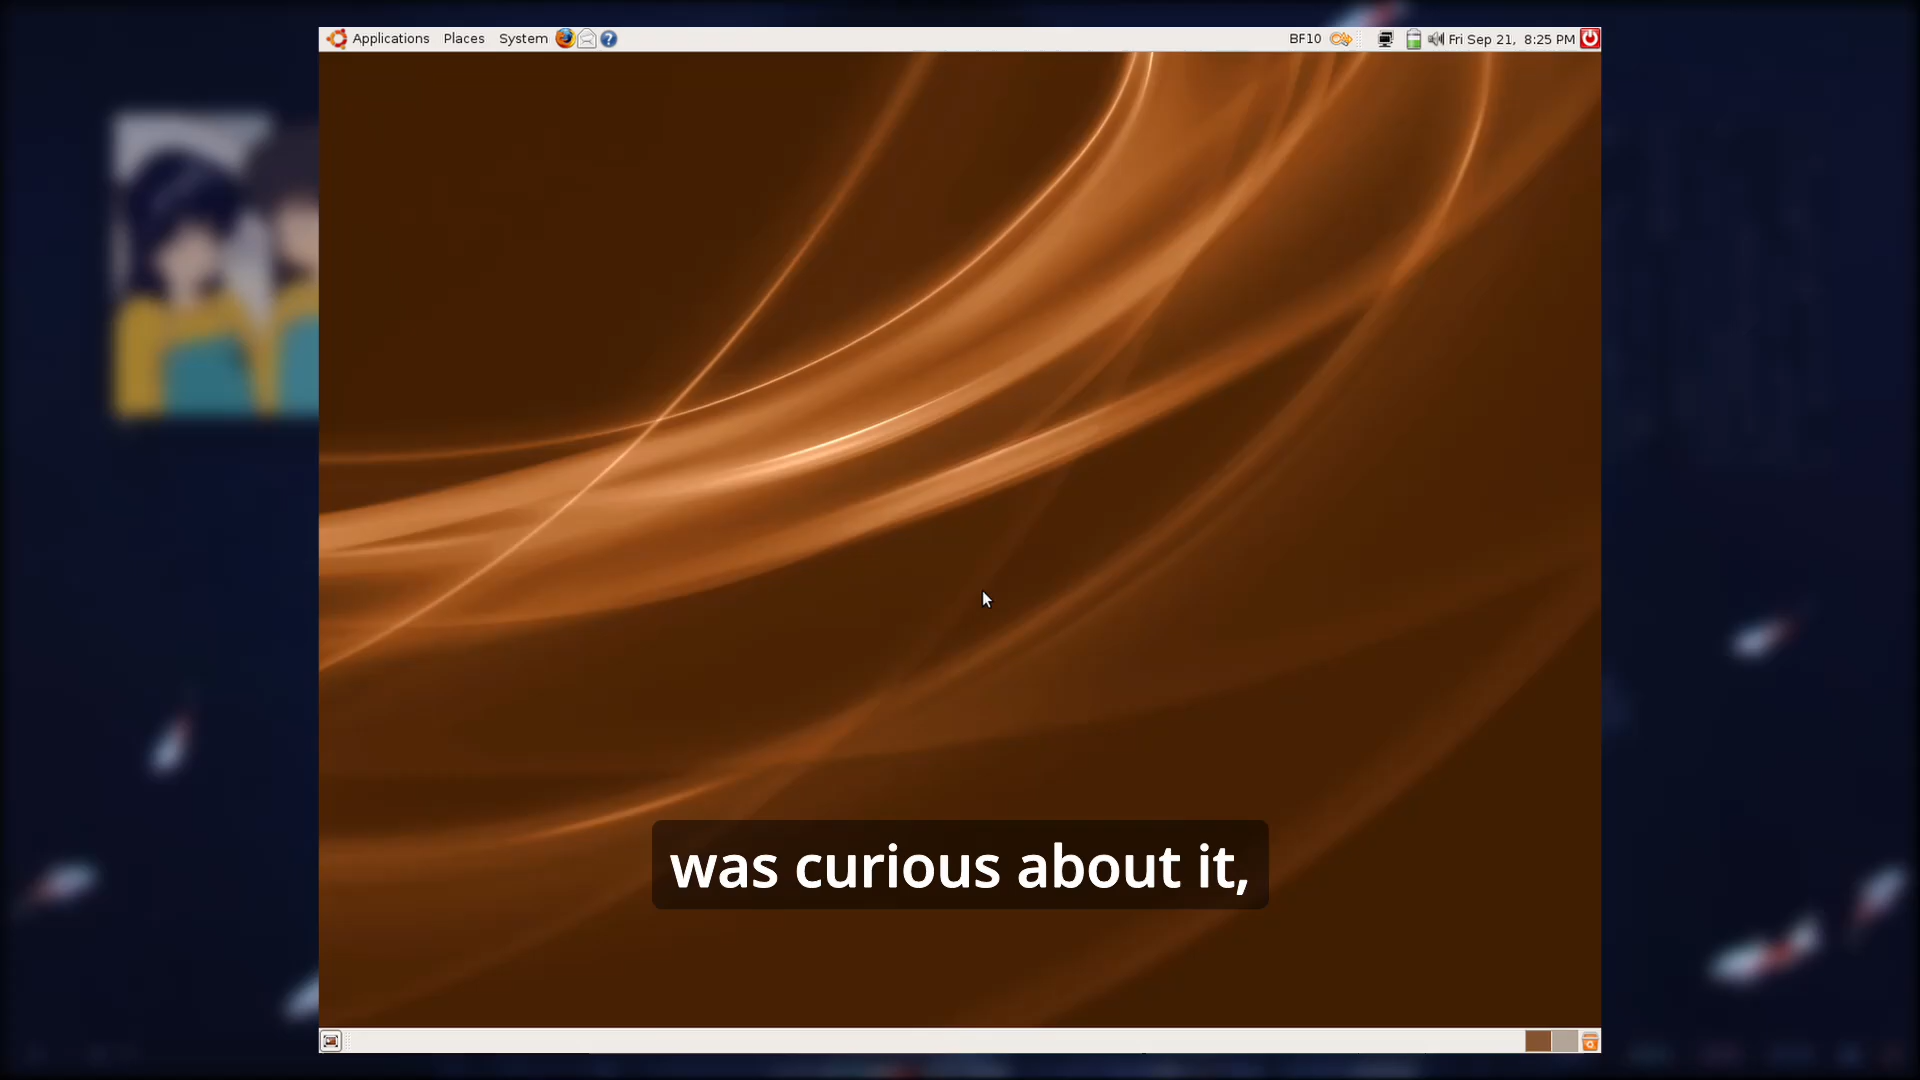 Applications Places System BF10 Fri Sep 21, 8:25 PM
was curious about it,